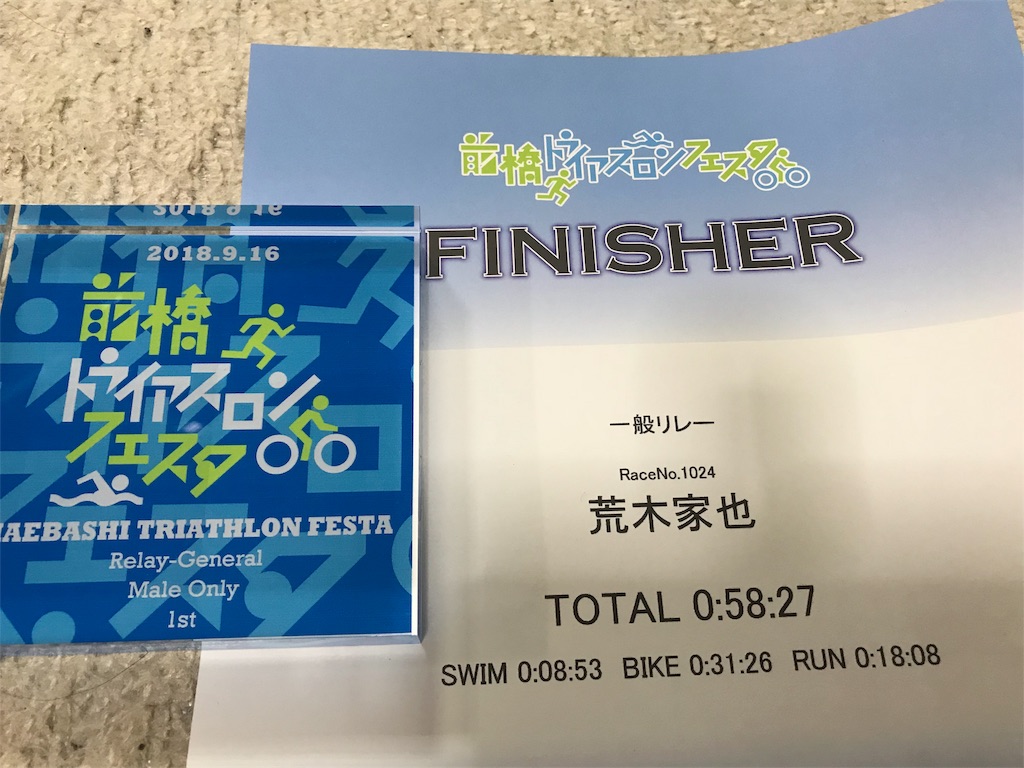 2018.9.16
前橋
トライアスロン
フェスタ
MAEBASHI TRIATHLON FESTA
Relay-General
Male Only
1st
前橋トライアスロンフェスタ
FINISHER
一般リレー
RaceNo.1024
荒木家也
TOTAL 0:58:27
SWIM 0:08:53 BIKE 0:31:26 RUN 0:18:08